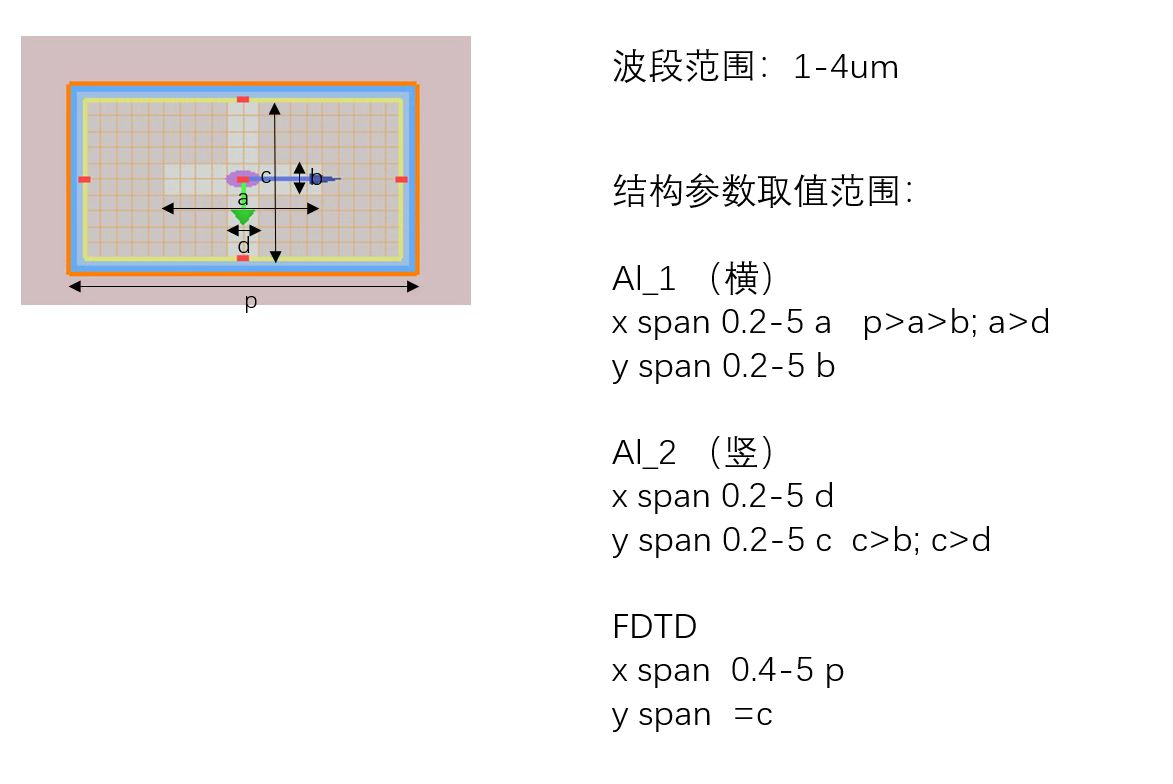 c
b
a
d
p
波段范围：1-4um
结构参数取值范围：
Al_1 （横）
x span 0.2-5 a   p>a>b; a>d
y span 0.2-5 b
Al_2 （竖）
x span 0.2-5 d
y span 0.2-5 c  c>b; c>d
FDTD
x span  0.4-5 p
y span  =c